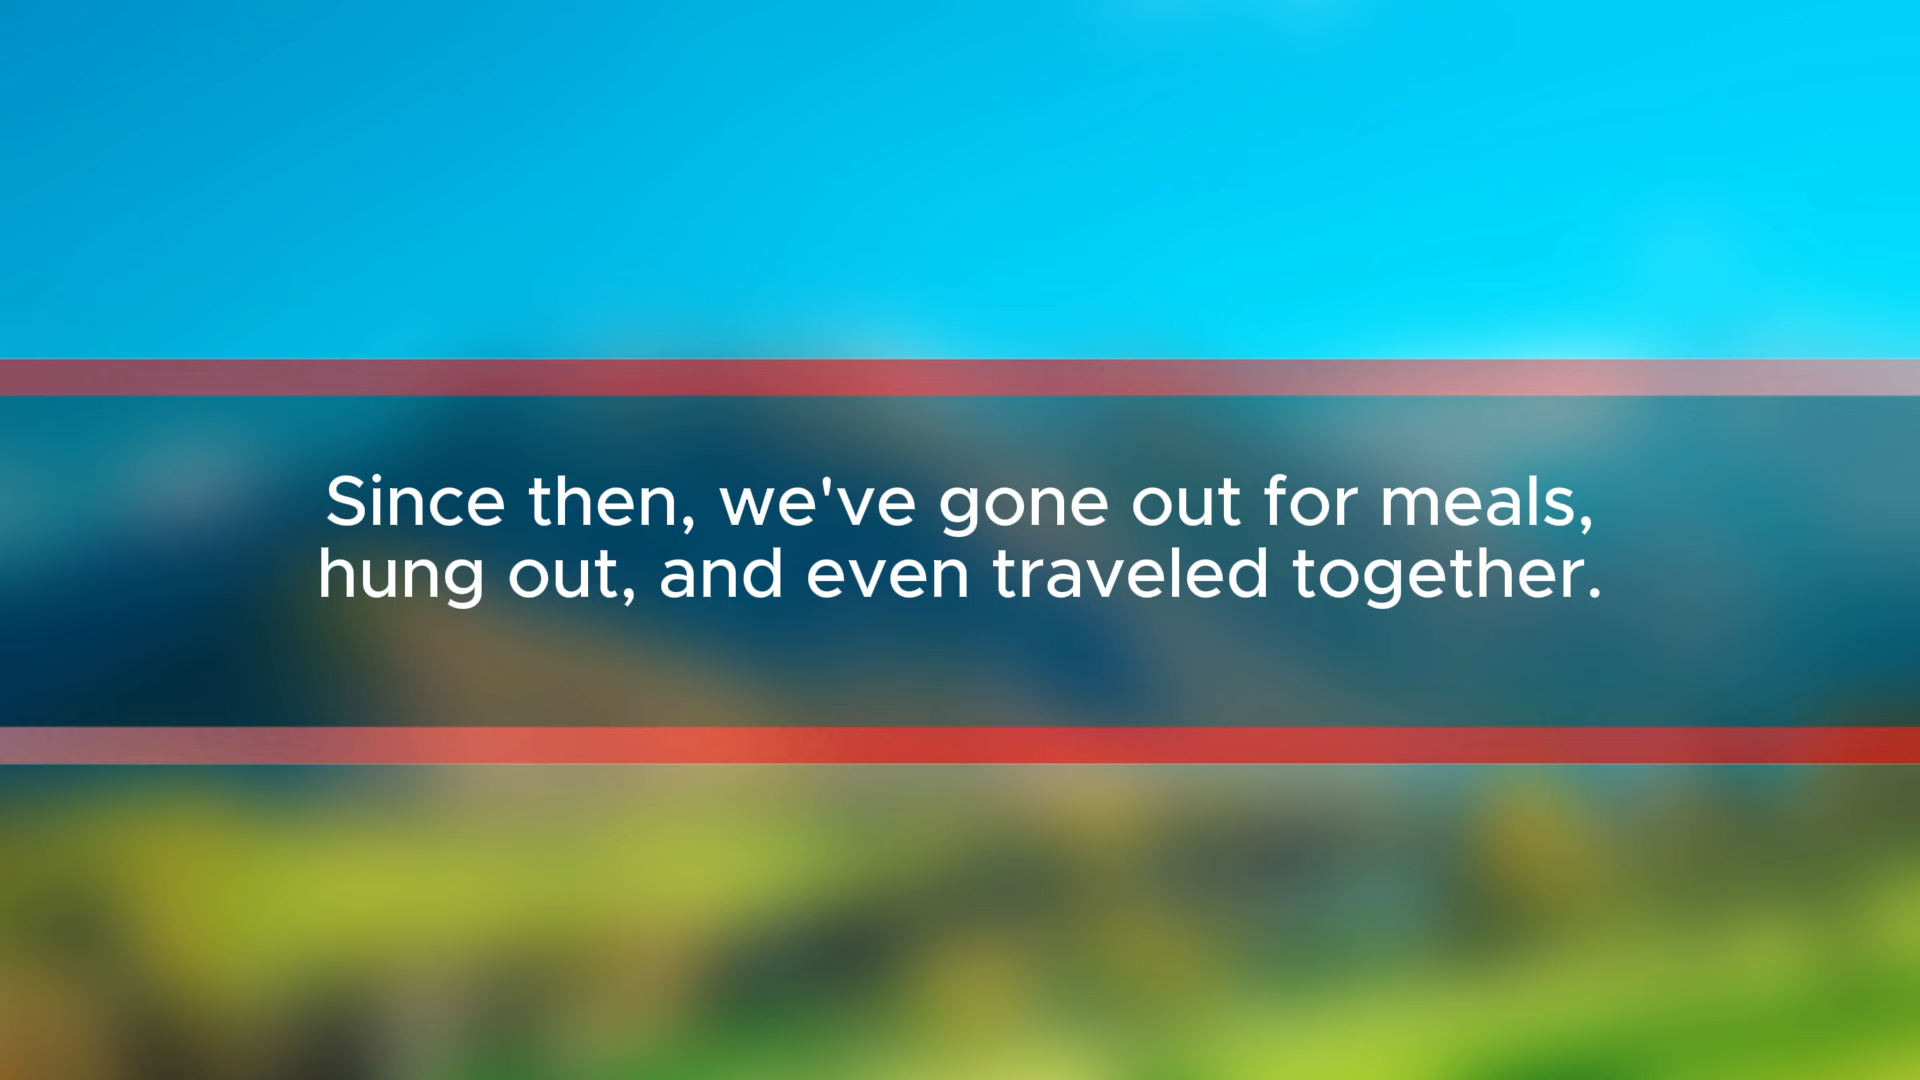 Since then, we've gone out for meals,
hung out, and even traveled together.